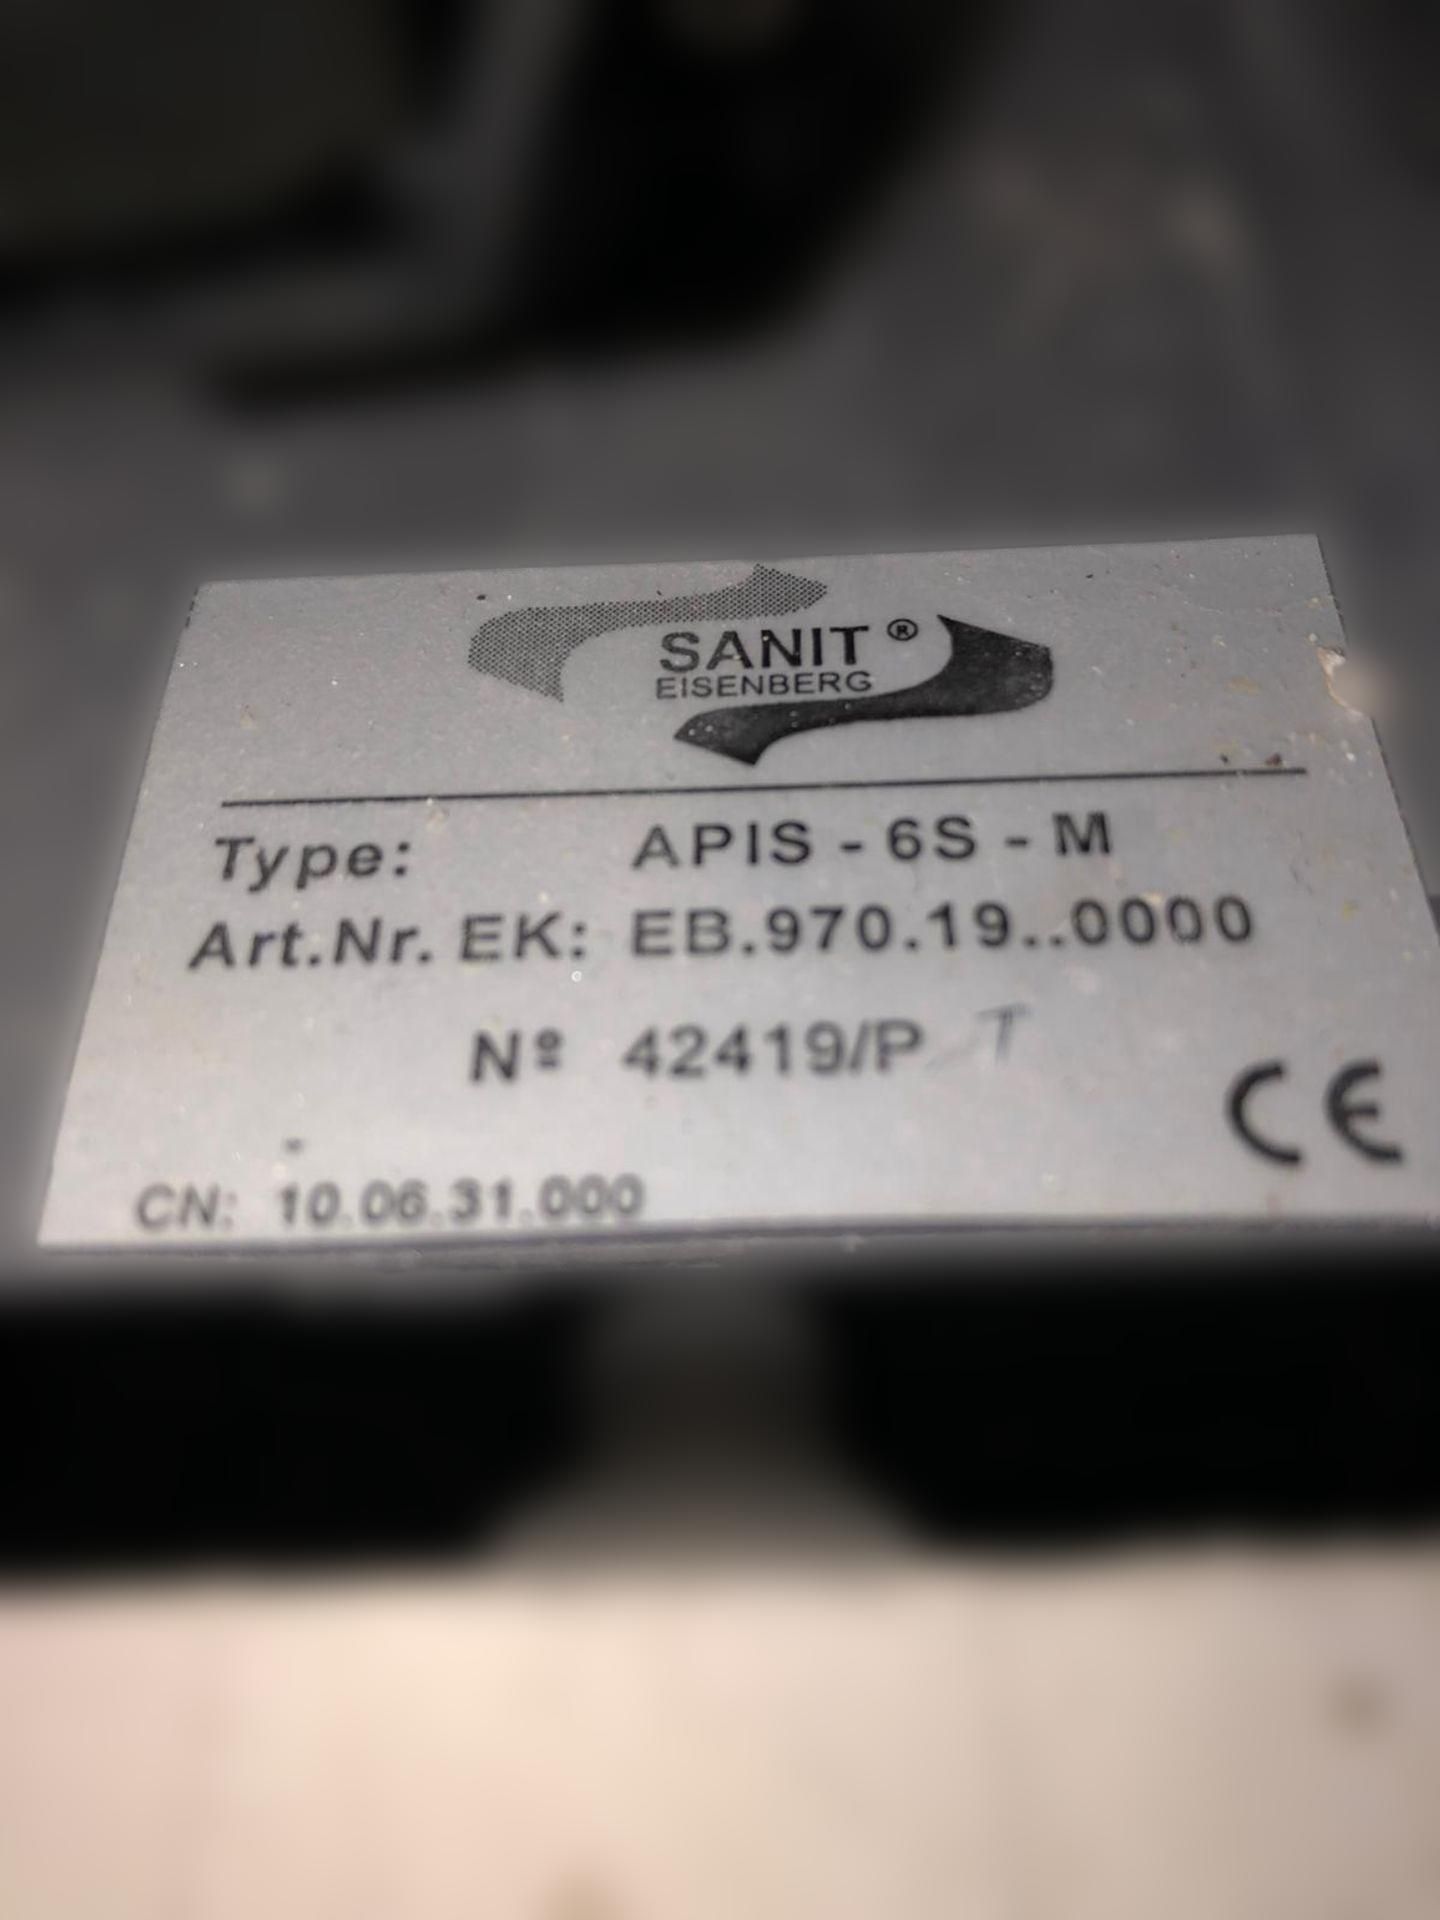 SANIT ®
EISENBERG
Type: APIS - 6S - M
Art.Nr. EK: EB.970.19..0000
Nº 42419/P T
CN: 10.06.31.000
CE